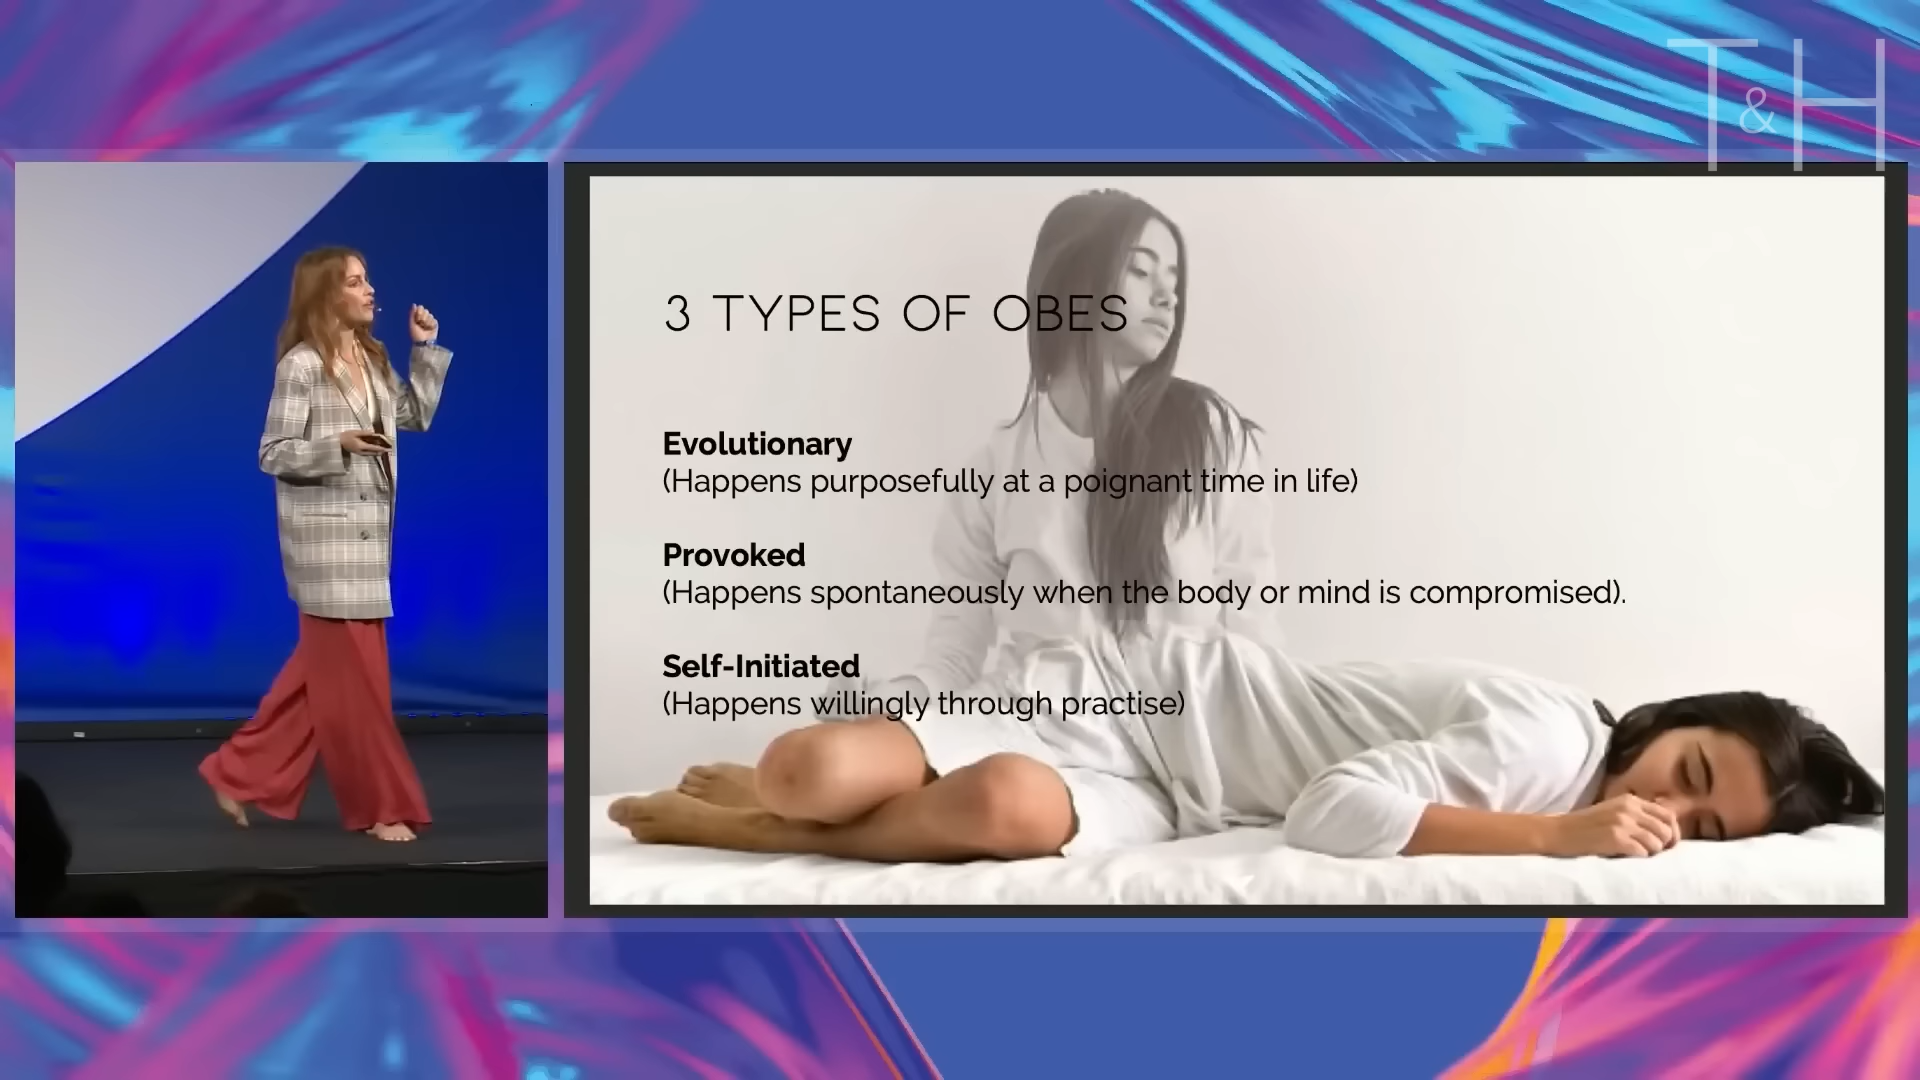 T&H
3 TYPES OF OBES
Evolutionary
(Happens purposefully at a poignant time in life)
Provoked
(Happens spontaneously when the body or mind is compromised).
Self-Initiated
(Happens willingly through practise)